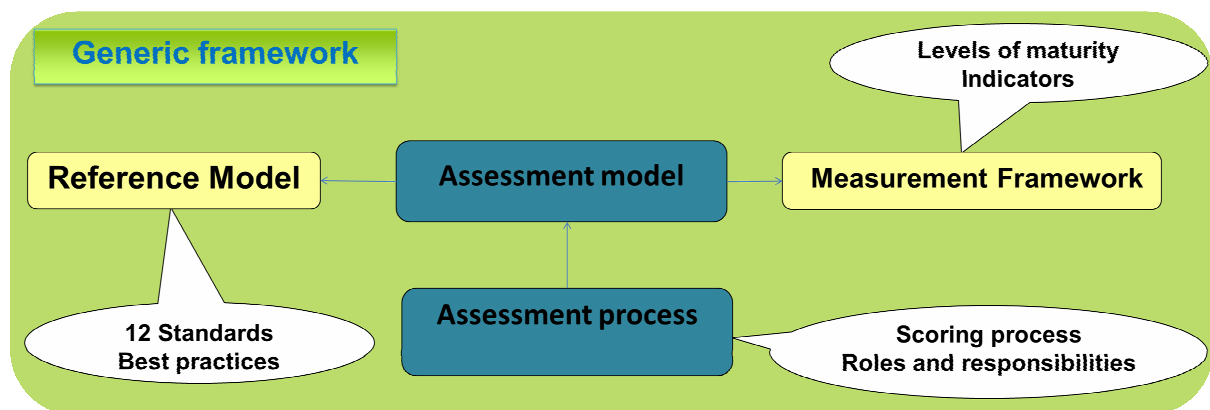 Generic framework
Levels of maturity
Indicators
Reference Model
Assessment model
Measurement Framework
Assessment process
12 Standards
Best practices
Scoring process
Roles and responsibilities